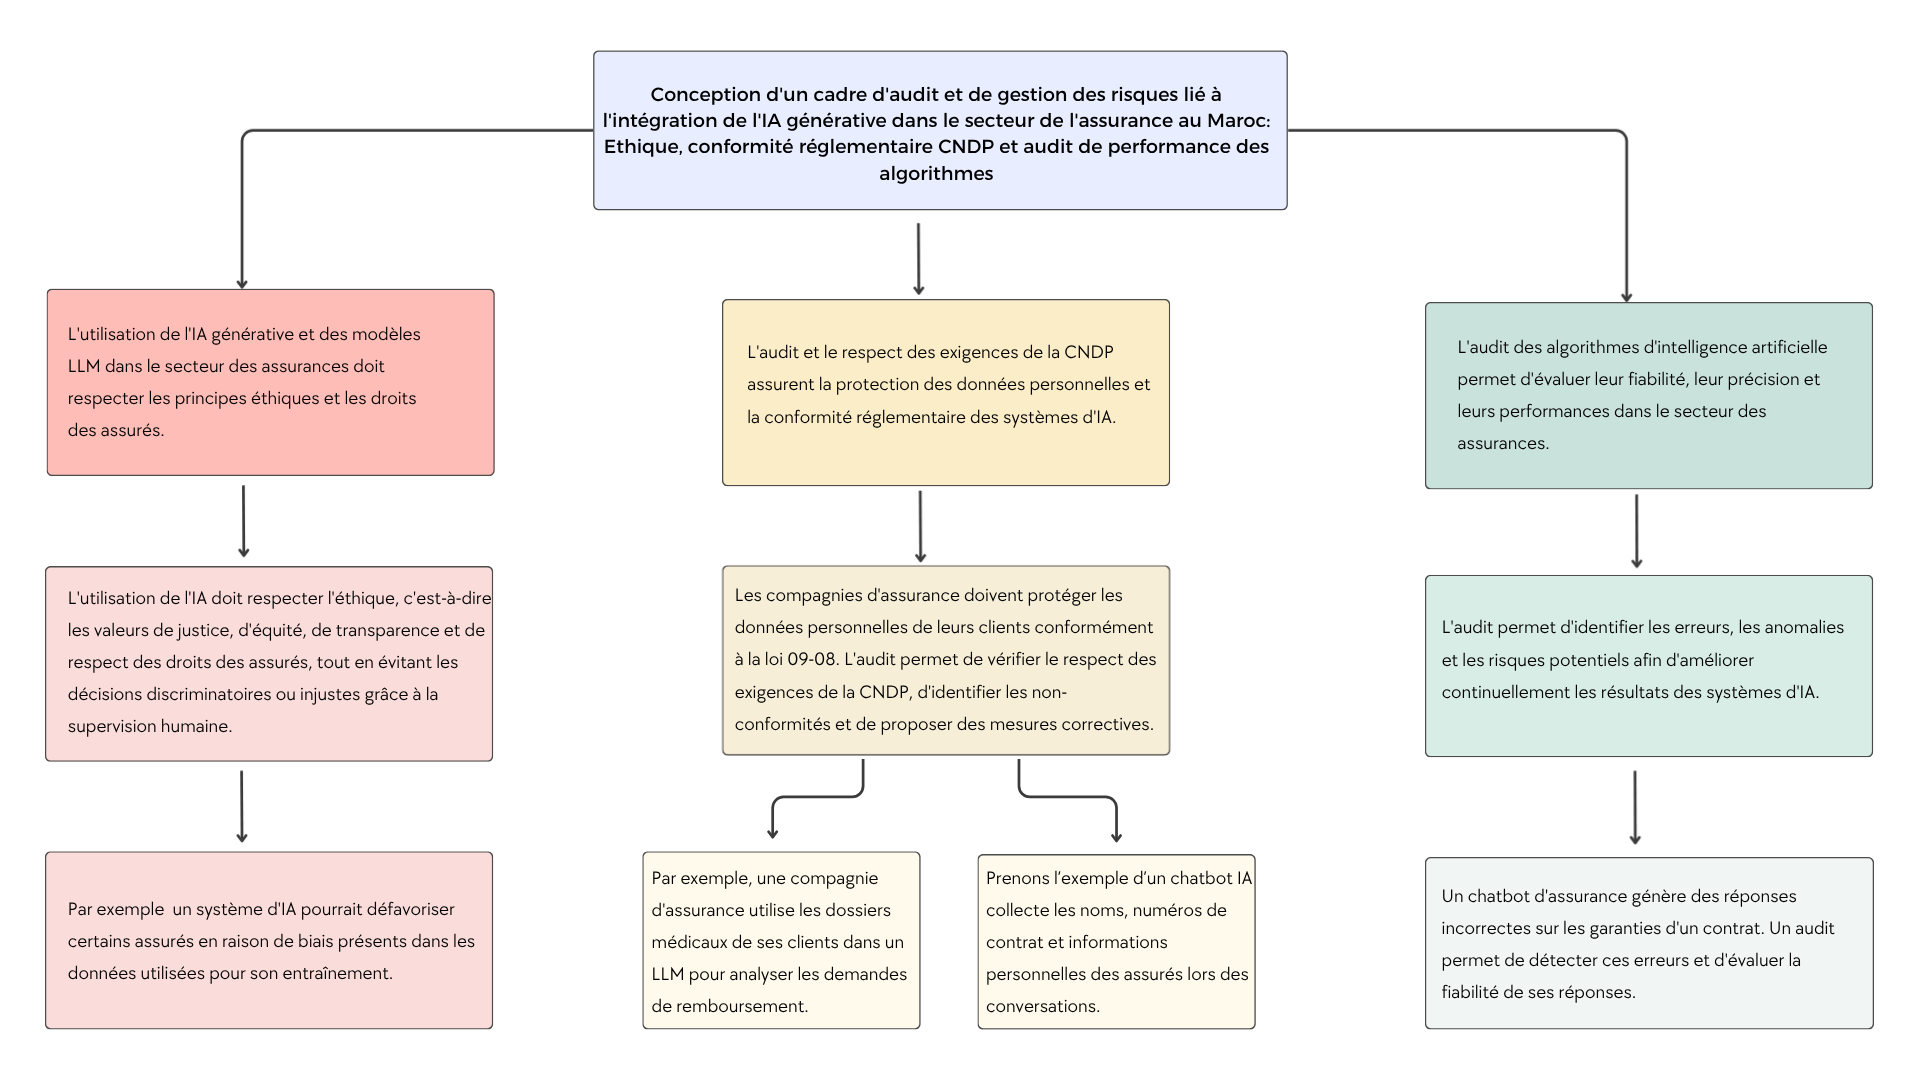 Conception d'un cadre d'audit et de gestion des risques lié à
l'intégration de l'IA générative dans le secteur de l'assurance au Maroc:
Ethique, conformité réglementaire CNDP et audit de performance des
algorithmes
L'utilisation de l'IA générative et des modèles
LLM dans le secteur des assurances doit
respecter les principes éthiques et les droits
des assurés.
L'audit et le respect des exigences de la CNDP
assurent la protection des données personnelles et
la conformité réglementaire des systèmes d'IA.
L'audit des algorithmes d'intelligence artificielle
permet d'évaluer leur fiabilité, leur précision et
leurs performances dans le secteur des
assurances.
L'utilisation de l'IA doit respecter l'éthique, c'est-à-dire
les valeurs de justice, d'équité, de transparence et de
respect des droits des assurés, tout en évitant les
décisions discriminatoires ou injustes grâce à la
supervision humaine.
Les compagnies d'assurance doivent protéger les
données personnelles de leurs clients conformément
à la loi 09-08. L'audit permet de vérifier le respect des
exigences de la CNDP, d'identifier les non-
conformités et de proposer des mesures correctives.
L'audit permet d'identifier les erreurs, les anomalies
et les risques potentiels afin d'améliorer
continuellement les résultats des systèmes d'IA.
Par exemple  un système d'IA pourrait défavoriser
certains assurés en raison de biais présents dans les
données utilisées pour son entraînement.
Par exemple, une compagnie
d'assurance utilise les dossiers
médicaux de ses clients dans un
LLM pour analyser les demandes
de remboursement.
Prenons l’exemple d’un chatbot IA
collecte les noms, numéros de
contrat et informations
personnelles des assurés lors des
conversations.
Un chatbot d'assurance génère des réponses
incorrectes sur les garanties d'un contrat. Un audit
permet de détecter ces erreurs et d'évaluer la
fiabilité de ses réponses.